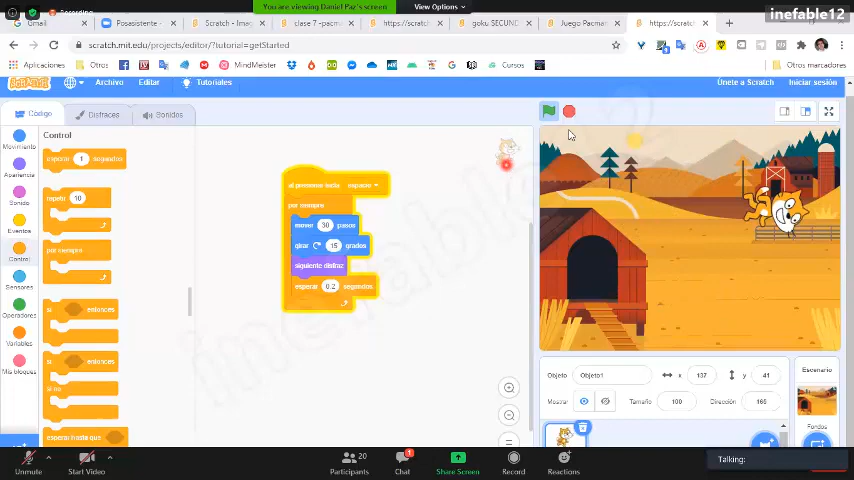 Recording
You are viewing Daniel Paz's screen
View Options
inefable12
Gmail
Posasistente -
Scratch - Imag
clase 7 -pacma
https://scratch
goku SECUND
Juego Pacma
https://scratch
scratch.mit.edu/projects/editor/?tutorial=getStarted
Aplicaciones
Otros
MindMeister
Cursos
Otros marcadores
SCRATCH
Archivo
Editar
Tutoriales
Únete a Scratch
Iniciar sesión
Código
Disfraces
Sonidos
Movimiento
Apariencia
Sonido
Eventos
Control
Sensores
Operadores
Variables
Mis bloques
Control
esperar 1 segundos
repetir 10
por siempre
si entonces
si entonces
si no
esperar hasta que
al presionar tecla espacio
por siempre
mover 30 pasos
girar 15 grados
siguiente disfraz
esperar 0.2 segundos
Objeto
Objeto1
x
137
y
41
Mostrar
Tamaño
100
Dirección
165
Escenario
Fondos
Unmute
Start Video
Participants
20
Chat
1
Share Screen
Record
Reactions
Talking: